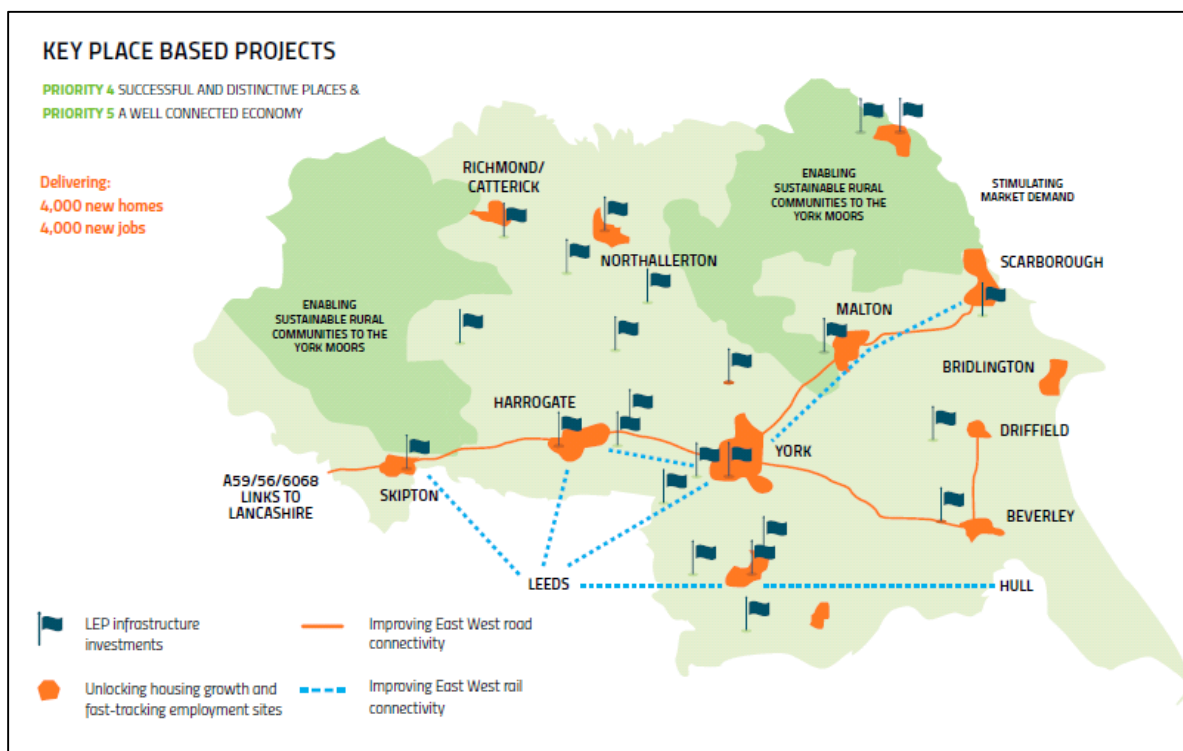 KEY PLACE BASED PROJECTS
PRIORITY 4 SUCCESSFUL AND DISTINCTIVE PLACES &
PRIORITY 5 A WELL CONNECTED ECONOMY
Delivering:
4,000 new homes
4,000 new jobs
RICHMOND/
CATTERICK
NORTHALLERTON
ENABLING
SUSTAINABLE RURAL
COMMUNITIES TO THE
YORK MOORS
STIMULATING
MARKET DEMAND
SCARBOROUGH
MALTON
ENABLING
SUSTAINABLE RURAL
COMMUNITIES TO THE
YORK MOORS
BRIDLINGTON
HARROGATE
DRIFFIELD
YORK
A59/56/6068
LINKS TO
LANCASHIRE
SKIPTON
BEVERLEY
LEEDS
HULL
LEP infrastructure
investments
Improving East West road
connectivity
Unlocking housing growth and
fast-tracking employment sites
Improving East West rail
connectivity